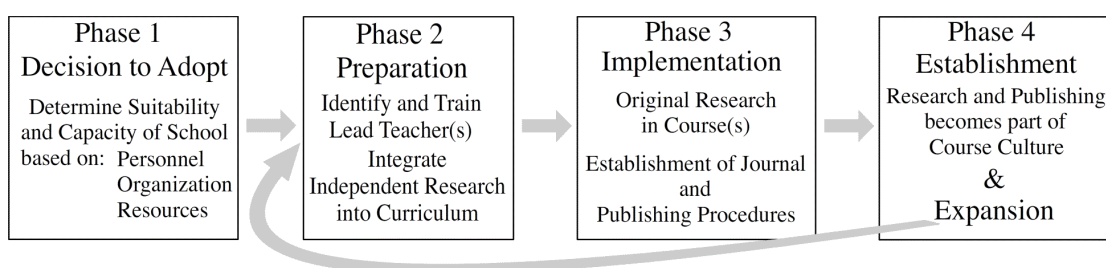 Phase 1
Decision to Adopt
Determine Suitability
and Capacity of School
based on: Personnel
Organization
Resources
Phase 2
Preparation
Identify and Train
Lead Teacher(s)
Integrate
Independent Research
into Curriculum
Phase 3
Implementation
Original Research
in Course(s)
Establishment of Journal
and
Publishing Procedures
Phase 4
Establishment
Research and Publishing
becomes part of
Course Culture
&
Expansion